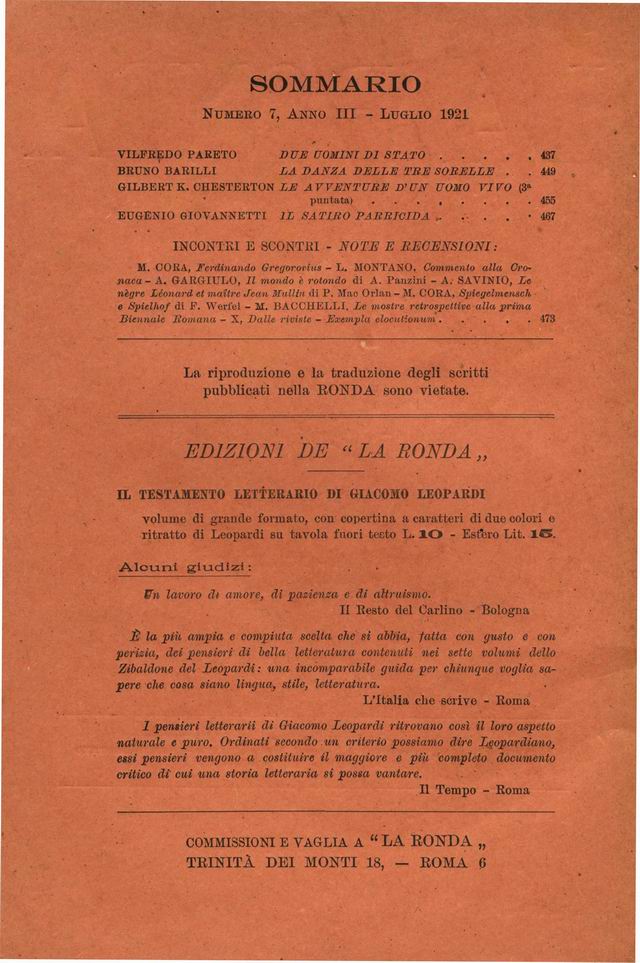 SOMMARIO
NUMERO 7, ANNO III - LUGLIO 1921
VILFREDO PARETO DUE UOMINI DI STATO . . . . . 437
BRUNO BARILLI LA DANZA DELLE TRE SORELLE . . 449
GILBERT K. CHESTERTON LE AVVENTURE D'UN UOMO VIVO (3ª
puntata) . . . . . . . 455
EUGENIO GIOVANNETTI IL SATIRO PARRICIDA . . . . 467
INCONTRI E SCONTRI - NOTE E RECENSIONI:
M. CORA, Ferdinando Gregorovius - L. MONTANO, Commento alla Cro-
naca - A. GARGIULO, Il mondo è rotondo di A. Panzini - A. SAVINIO, Le
nègre Léonard et maître Jean Mullin di P. Mac Orlan - M. CORA, Spiegelmensch
e Spielhof di F. Werfel - M. BACCHELLI, Le mostre retrospettive alla prima
Biennale Romana - X, Dalle riviste - Exempla elocutionum . . . . . . 473
La riproduzione e la traduzione degli scritti
pubblicati nella RONDA sono vietate.
EDIZIONI DE “ LA RONDA „
IL TESTAMENTO LETTERARIO DI GIACOMO LEOPARDI
volume di grande formato, con copertina a caratteri di due colori e
ritratto di Leopardi su tavola fuori testo L. 10 - Estero Lit. 15.
Alcuni giudizi:
Un lavoro di amore, di pazienza e di altruismo.
Il Resto del Carlino - Bologna
È la più ampia e compiuta scelta che si abbia, fatta con gusto e con
perizia, dei pensieri di bella letteratura contenuti nei sette volumi dello
Zibaldone del Leopardi: una incomparabile guida per chiunque voglia sa-
pere che cosa siano lingua, stile, letteratura.
L'Italia che scrive - Roma
I pensieri letterarii di Giacomo Leopardi ritrovano così il loro aspetto
naturale e puro. Ordinati secondo un criterio possiamo dire Leopardiano,
essi pensieri vengono a costituire il maggiore e più completo documento
critico di cui una storia letteraria si possa vantare.
Il Tempo - Roma
COMMISSIONI E VAGLIA A “ LA RONDA „
TRINITÀ DEI MONTI 18, — ROMA 6